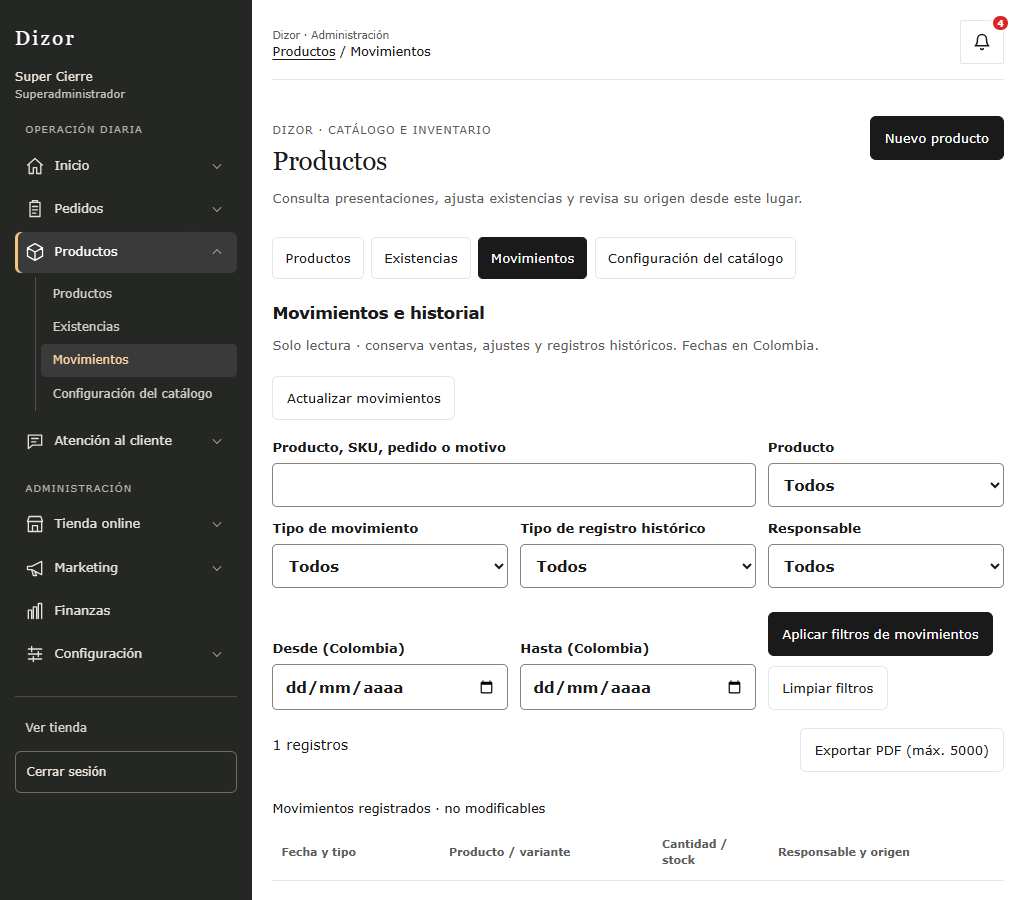 Dizor
Super Cierre
Superadministrador
OPERACIÓN DIARIA
Inicio
Pedidos
Productos
Productos
Existencias
Movimientos
Configuración del catálogo
Atención al cliente
ADMINISTRACIÓN
Tienda online
Marketing
Finanzas
Configuración
Ver tienda
Cerrar sesión
Dizor · Administración
Productos / Movimientos
4
DIZOR · CATÁLOGO E INVENTARIO
Productos
Nuevo producto
Consulta presentaciones, ajusta existencias y revisa su origen desde este lugar.
Productos
Existencias
Movimientos
Configuración del catálogo
Movimientos e historial
Solo lectura · conserva ventas, ajustes y registros históricos. Fechas en Colombia.
Actualizar movimientos
Producto, SKU, pedido o motivo
Producto
Todos
Tipo de movimiento
Tipo de registro histórico
Responsable
Todos
Todos
Todos
Desde (Colombia)
Hasta (Colombia)
Aplicar filtros de movimientos
dd/mm/aaaa
dd/mm/aaaa
Limpiar filtros
1 registros
Exportar PDF (máx. 5000)
Movimientos registrados · no modificables
Fecha y tipo
Producto / variante
Cantidad /
stock
Responsable y origen